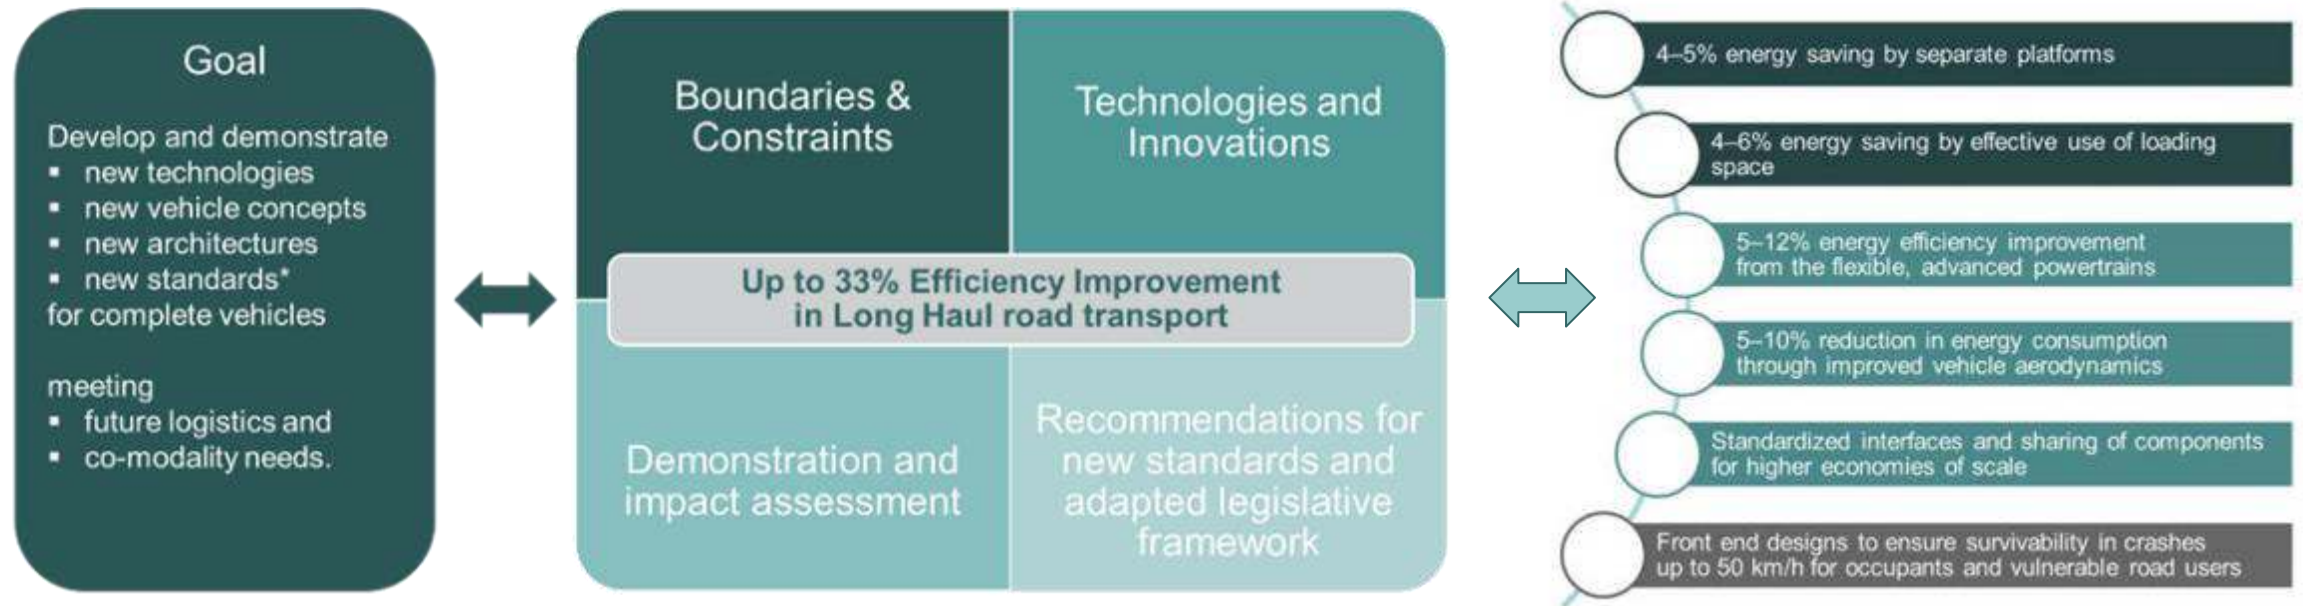 Goal
Develop and demonstrate
▪ new technologies
▪ new vehicle concepts
▪ new architectures
▪ new standards*
for complete vehicles
meeting
▪ future logistics and
▪ co-modality needs.
Boundaries &
Constraints
Technologies and
Innovations
Up to 33% Efficiency Improvement
in Long Haul road transport
Demonstration and
impact assessment
Recommendations for
new standards and
adapted legislative
framework
4–5% energy saving by separate platforms
4–6% energy saving by effective use of loading
space
5–12% energy efficiency improvement
from the flexible, advanced powertrains
5–10% reduction in energy consumption
through improved vehicle aerodynamics
Standardized interfaces and sharing of components
for higher economies of scale
Front end designs to ensure survivability in crashes
up to 50 km/h for occupants and vulnerable road users